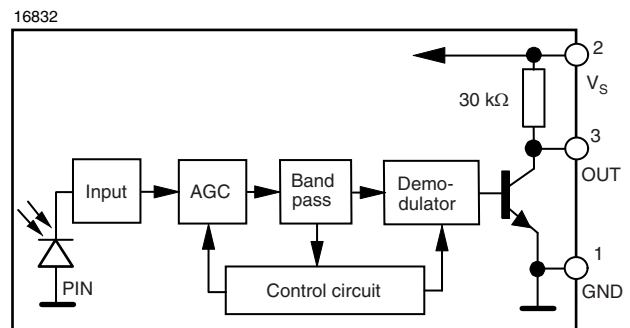 16832
2
VS
30 kΩ
3
OUT
Input
AGC
Band
pass
Demo-
dulator
1
GND
PIN
Control circuit